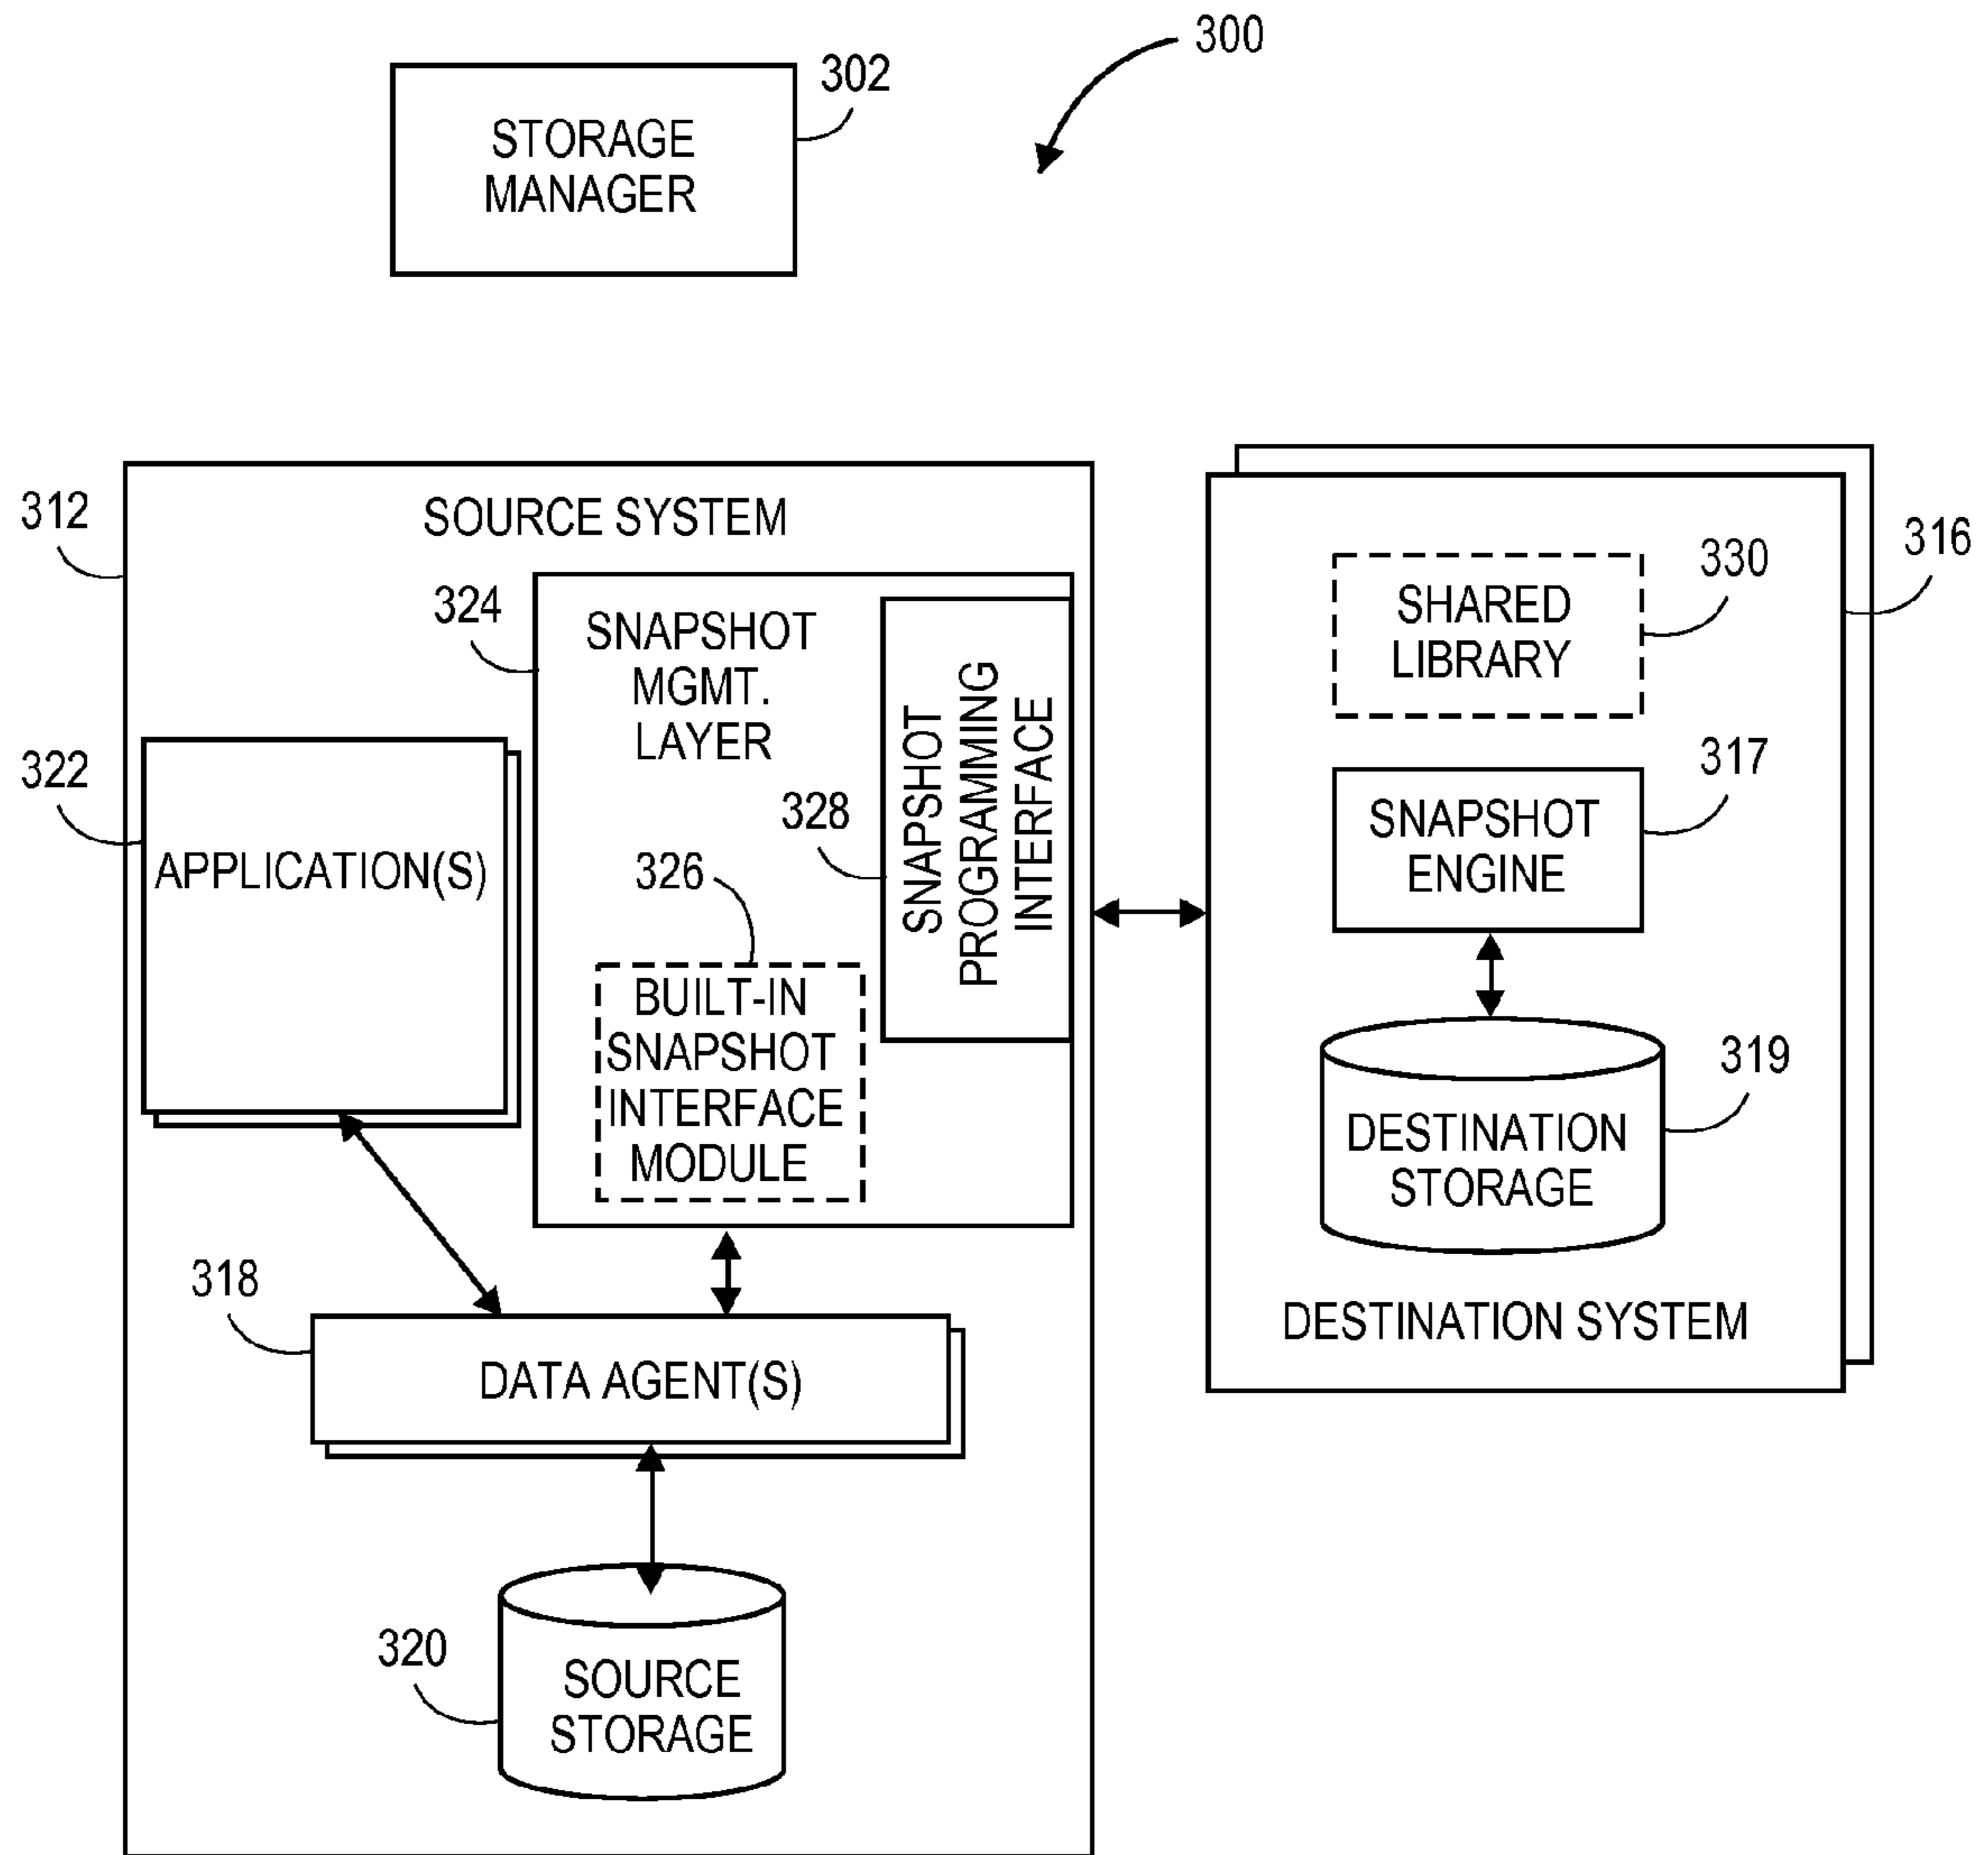 300
302
STORAGE
MANAGER
312
SOURCE SYSTEM
324
SNAPSHOT
MGMT.
LAYER
SNAPSHOT
PROGRAMMING
INTERFACE
328
326
BUILT-IN
SNAPSHOT
INTERFACE
MODULE
322
APPLICATION(S)
318
DATA AGENT(S)
320
SOURCE
STORAGE
316
330
SHARED
LIBRARY
317
SNAPSHOT
ENGINE
319
DESTINATION
STORAGE
DESTINATION SYSTEM